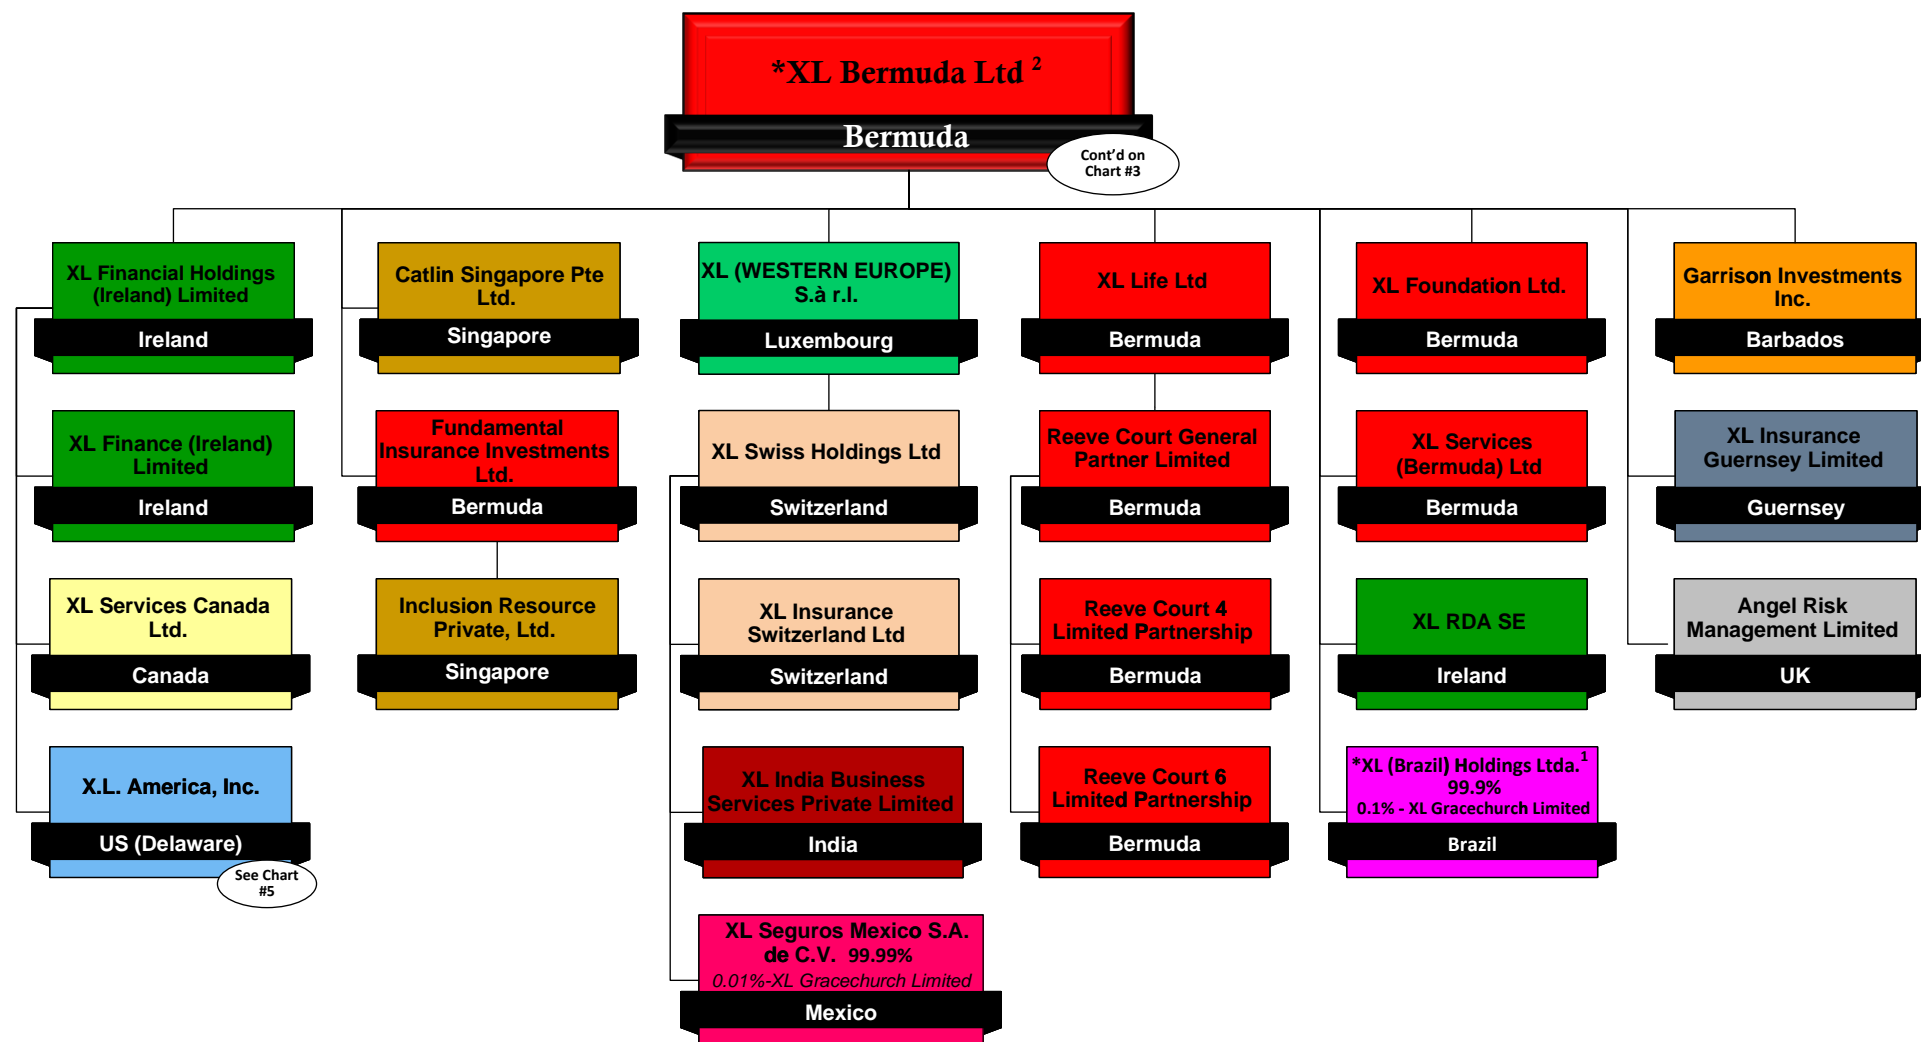 *XL Bermuda Ltd 2
Bermuda
Cont'd on
Chart #3
XL Financial Holdings
(Ireland) Limited
Ireland
Catlin Singapore Pte
Ltd.
Singapore
XL (WESTERN EUROPE)
S.à r.l.
Luxembourg
XL Life Ltd
Bermuda
XL Foundation Ltd.
Bermuda
Garrison Investments
Inc.
Barbados
XL Finance (Ireland)
Limited
Ireland
Fundamental
Insurance Investments
Ltd.
Bermuda
XL Swiss Holdings Ltd
Switzerland
Reeve Court General
Partner Limited
Bermuda
XL Services
(Bermuda) Ltd
Bermuda
XL Insurance
Guernsey Limited
Guernsey
XL Services Canada
Ltd.
Canada
Inclusion Resource
Private, Ltd.
Singapore
XL Insurance
Switzerland Ltd
Switzerland
Reeve Court 4
Limited Partnership
Bermuda
XL RDA SE
Ireland
Angel Risk
Management Limited
UK
X.L. America, Inc.
US (Delaware)
See Chart
#5
XL India Business
Services Private Limited
India
Reeve Court 6
Limited Partnership
Bermuda
*XL (Brazil) Holdings Ltda.1
99.9%
0.1% - XL Gracechurch Limited
Brazil
XL Seguros Mexico S.A.
de C.V. 99.99%
0.01%-XL Gracechurch Limited
Mexico